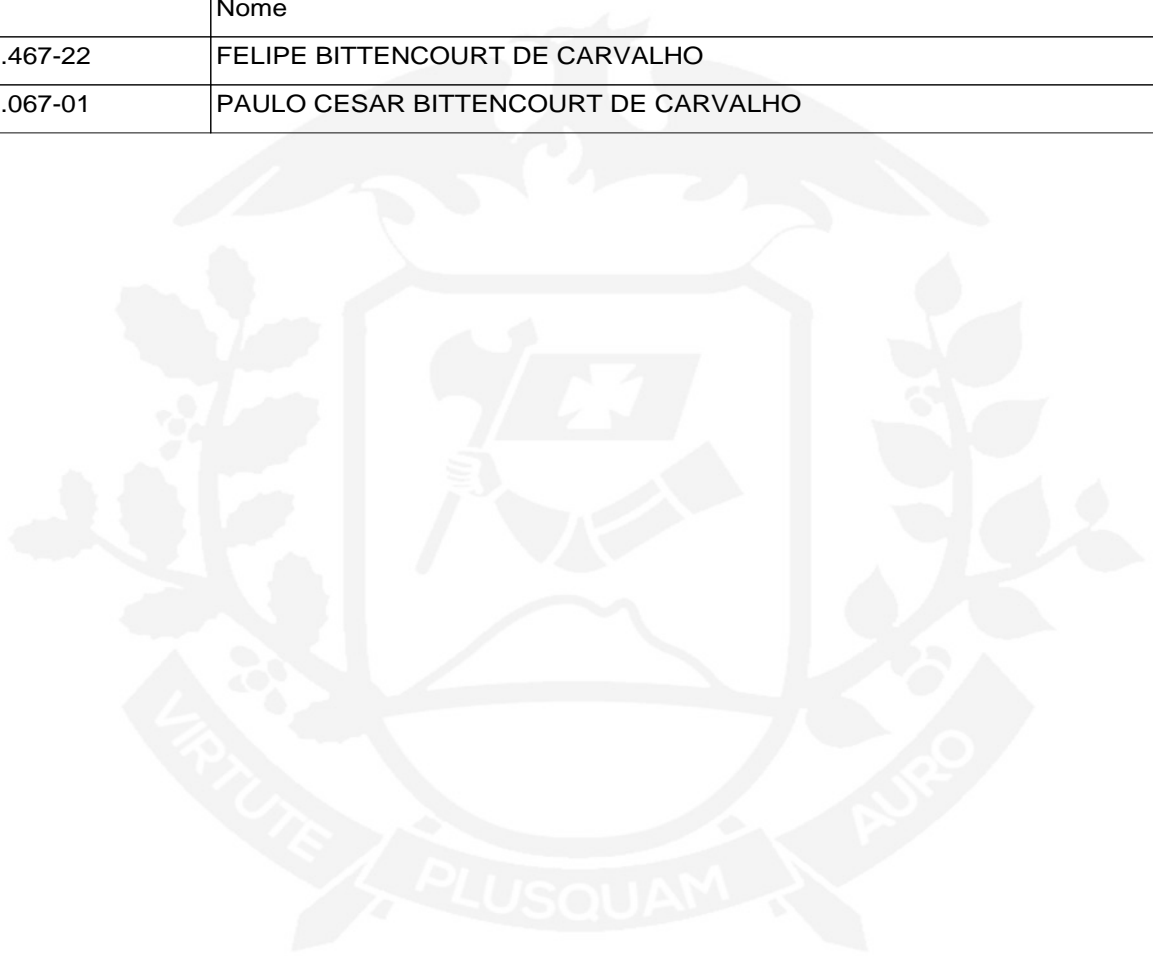 Nome
.467-22 FELIPE BITTENCOURT DE CARVALHO
.067-01 PAULO CESAR BITTENCOURT DE CARVALHO
VIRTUTE PLUSQUAM AURO